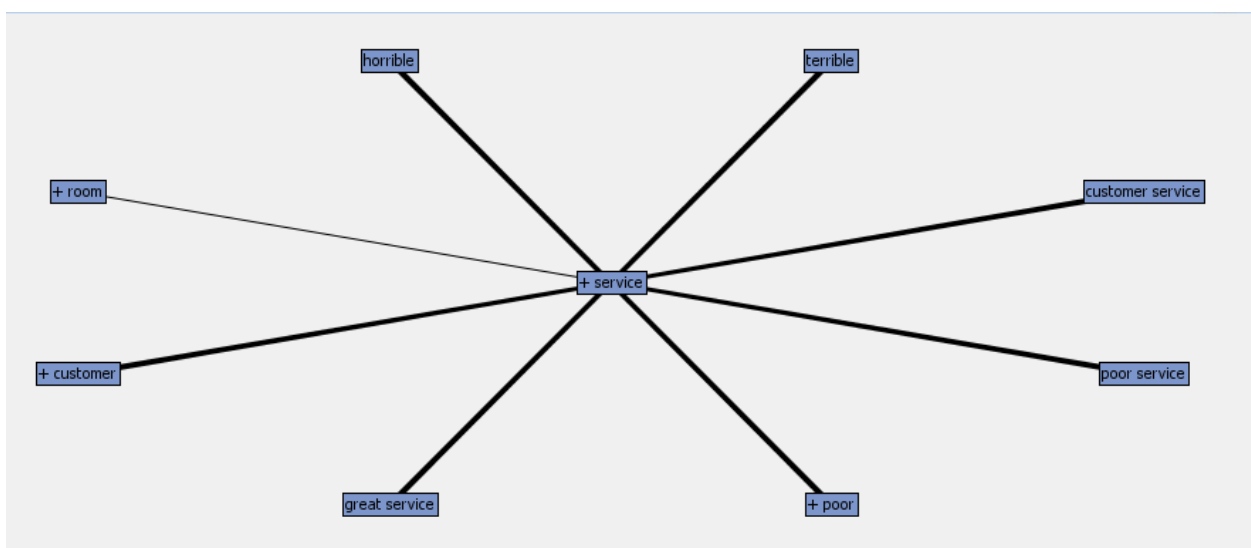 horrible
terrible
+ room
customer service
+ service
+ customer
poor service
great service
+ poor